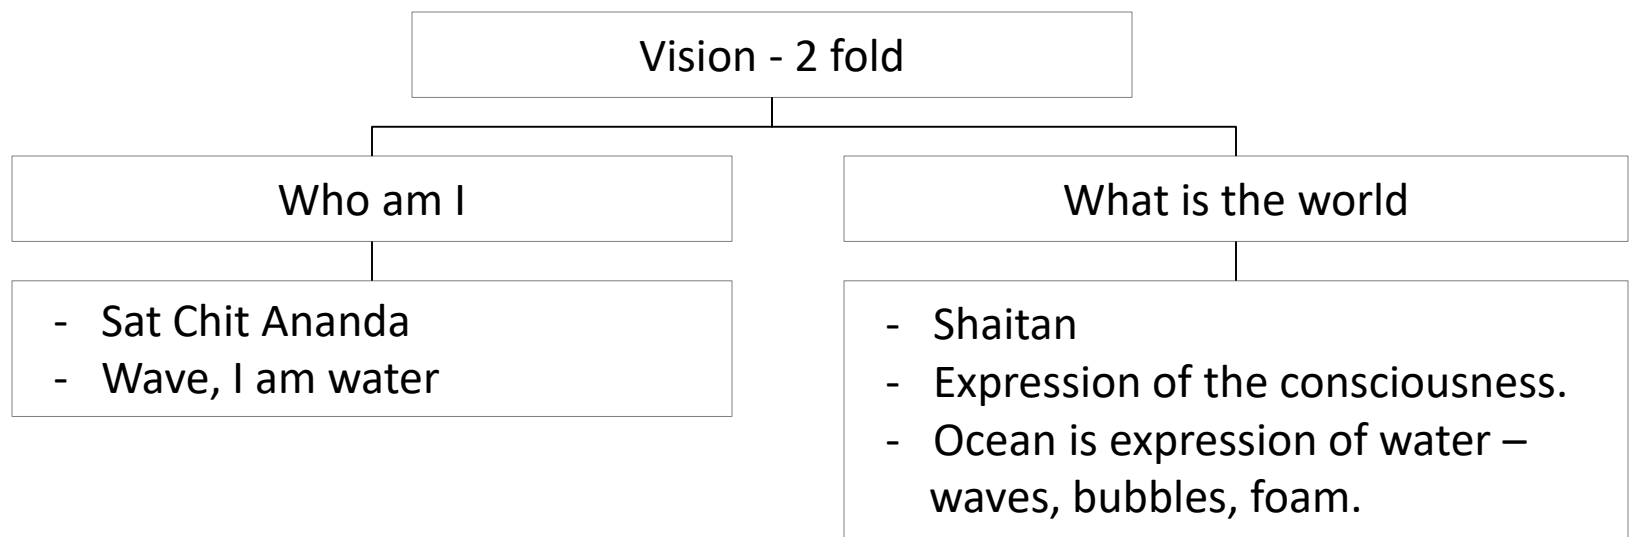 Vision - 2 fold
Who am I
What is the world
- Sat Chit Ananda
- Wave, I am water
- Shaitan
- Expression of the consciousness.
- Ocean is expression of water –
waves, bubbles, foam.